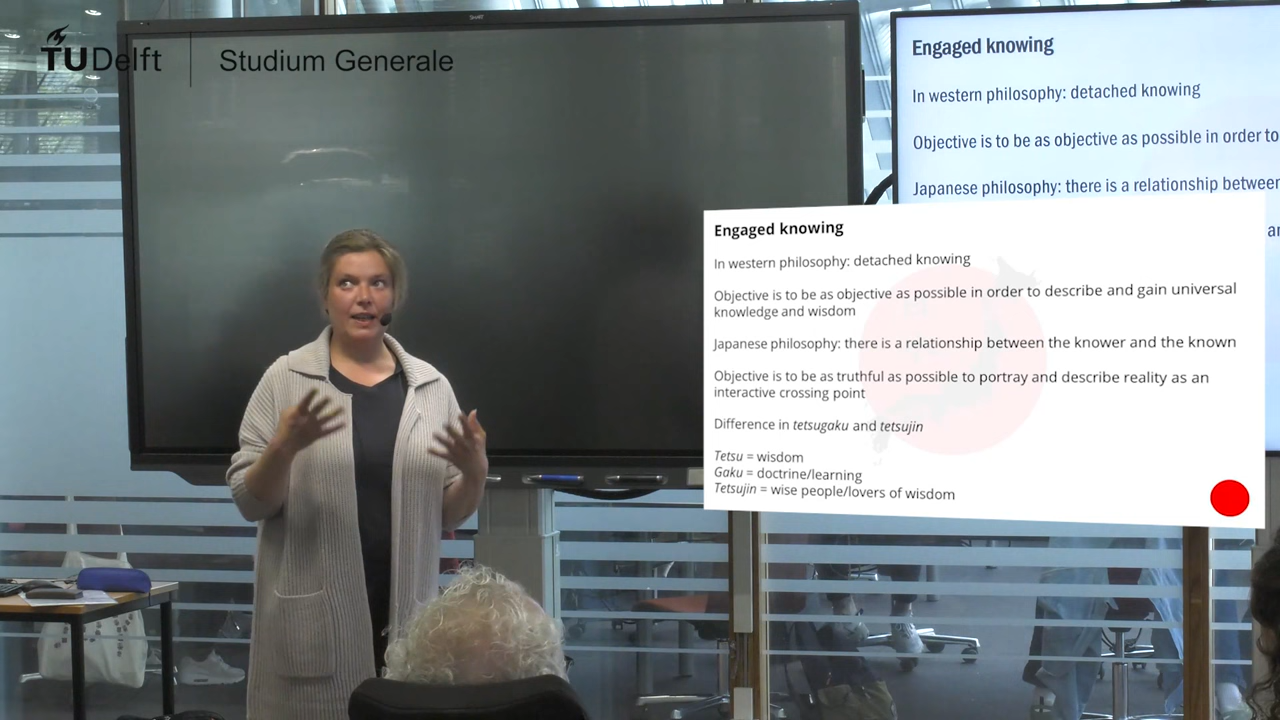 TUDelft
Studium Generale
SMART
Engaged knowing
In western philosophy: detached knowing
Objective is to be as objective as possible in order to
Japanese philosophy: there is a relationship between
Engaged knowing
In western philosophy: detached knowing
Objective is to be as objective as possible in order to describe and gain universal
knowledge and wisdom
Japanese philosophy: there is a relationship between the knower and the known
Objective is to be as truthful as possible to portray and describe reality as an
interactive crossing point
Difference in tetsugaku and tetsujin
Tetsu = wisdom
Gaku = doctrine/learning
Tetsujin = wise people/lovers of wisdom